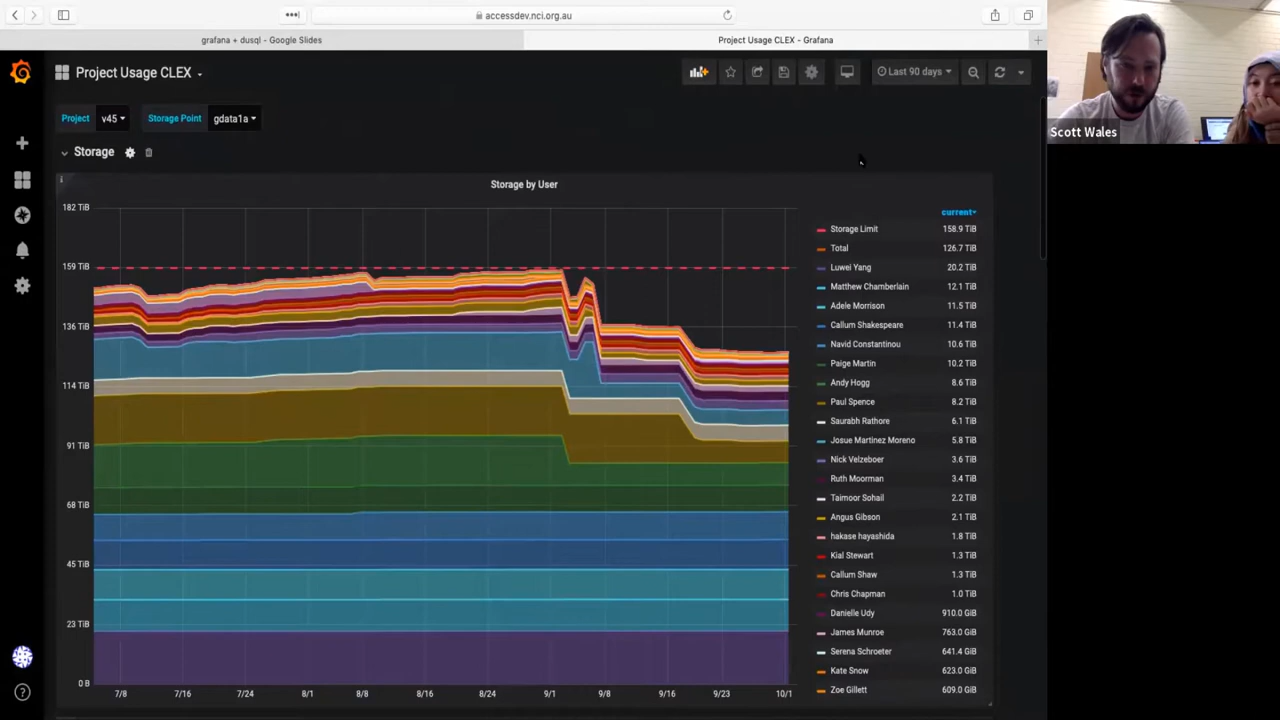 accessdev.nci.org.au
grafana + dusql - Google Slides
Project Usage CLEX - Grafana
Project Usage CLEX
Last 90 days
Project v45 Storage Point gdata1a
Storage
Storage by User
current
182 TiB
159 TiB
136 TiB
114 TiB
91 TiB
68 TiB
45 TiB
23 TiB
0 B
7/8 7/16 7/24 8/1 8/8 8/16 8/24 9/1 9/8 9/16 9/23 10/1
Storage Limit 158.9 TiB
Total 126.7 TiB
Luwei Yang 20.2 TiB
Matthew Chamberlain 12.1 TiB
Adele Morrison 11.5 TiB
Callum Shakespeare 11.4 TiB
Navid Constantinou 10.6 TiB
Paige Martin 10.2 TiB
Andy Hogg 8.6 TiB
Paul Spence 8.2 TiB
Saurabh Rathore 6.1 TiB
Josue Martinez Moreno 5.8 TiB
Nick Velzeboer 3.6 TiB
Ruth Moorman 3.4 TiB
Taimoor Sohail 2.2 TiB
Angus Gibson 2.1 TiB
hakase hayashida 1.8 TiB
Kial Stewart 1.3 TiB
Callum Shaw 1.3 TiB
Chris Chapman 1.0 TiB
Danielle Udy 910.0 GiB
James Munroe 763.0 GiB
Serena Schroeter 641.4 GiB
Kate Snow 623.0 GiB
Zoe Gillett 609.0 GiB
Scott Wales